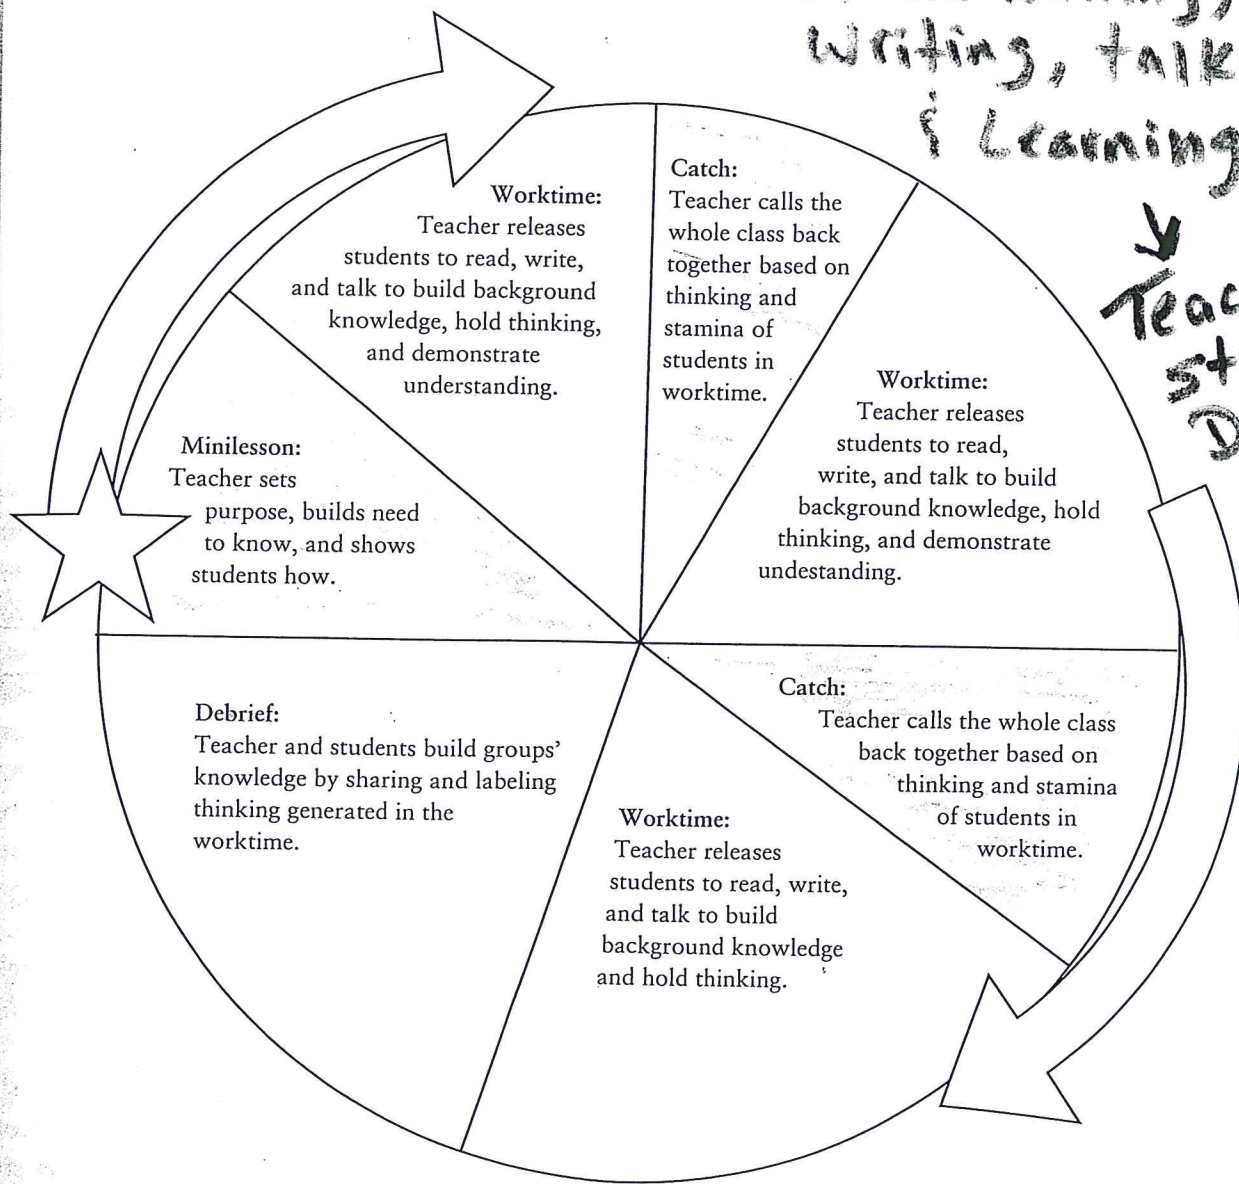 writing, talk
& Learning
Worktime:
Teacher releases
students to read, write,
and talk to build background
knowledge, hold thinking,
and demonstrate
understanding.
Catch:
Teacher calls the
whole class back
together based on
thinking and
stamina of
students in
worktime.
Worktime:
Teacher releases
students to read,
write, and talk to build
background knowledge, hold
thinking, and demonstrate
undestanding.
Catch:
Teacher calls the whole class
back together based on
thinking and stamina
of students in
worktime.
Worktime:
Teacher releases
students to read, write,
and talk to build
background knowledge
and hold thinking.
Debrief:
Teacher and students build groups'
knowledge by sharing and labeling
thinking generated in the
worktime.
Minilesson:
Teacher sets
purpose, builds need
to know, and shows
students how.